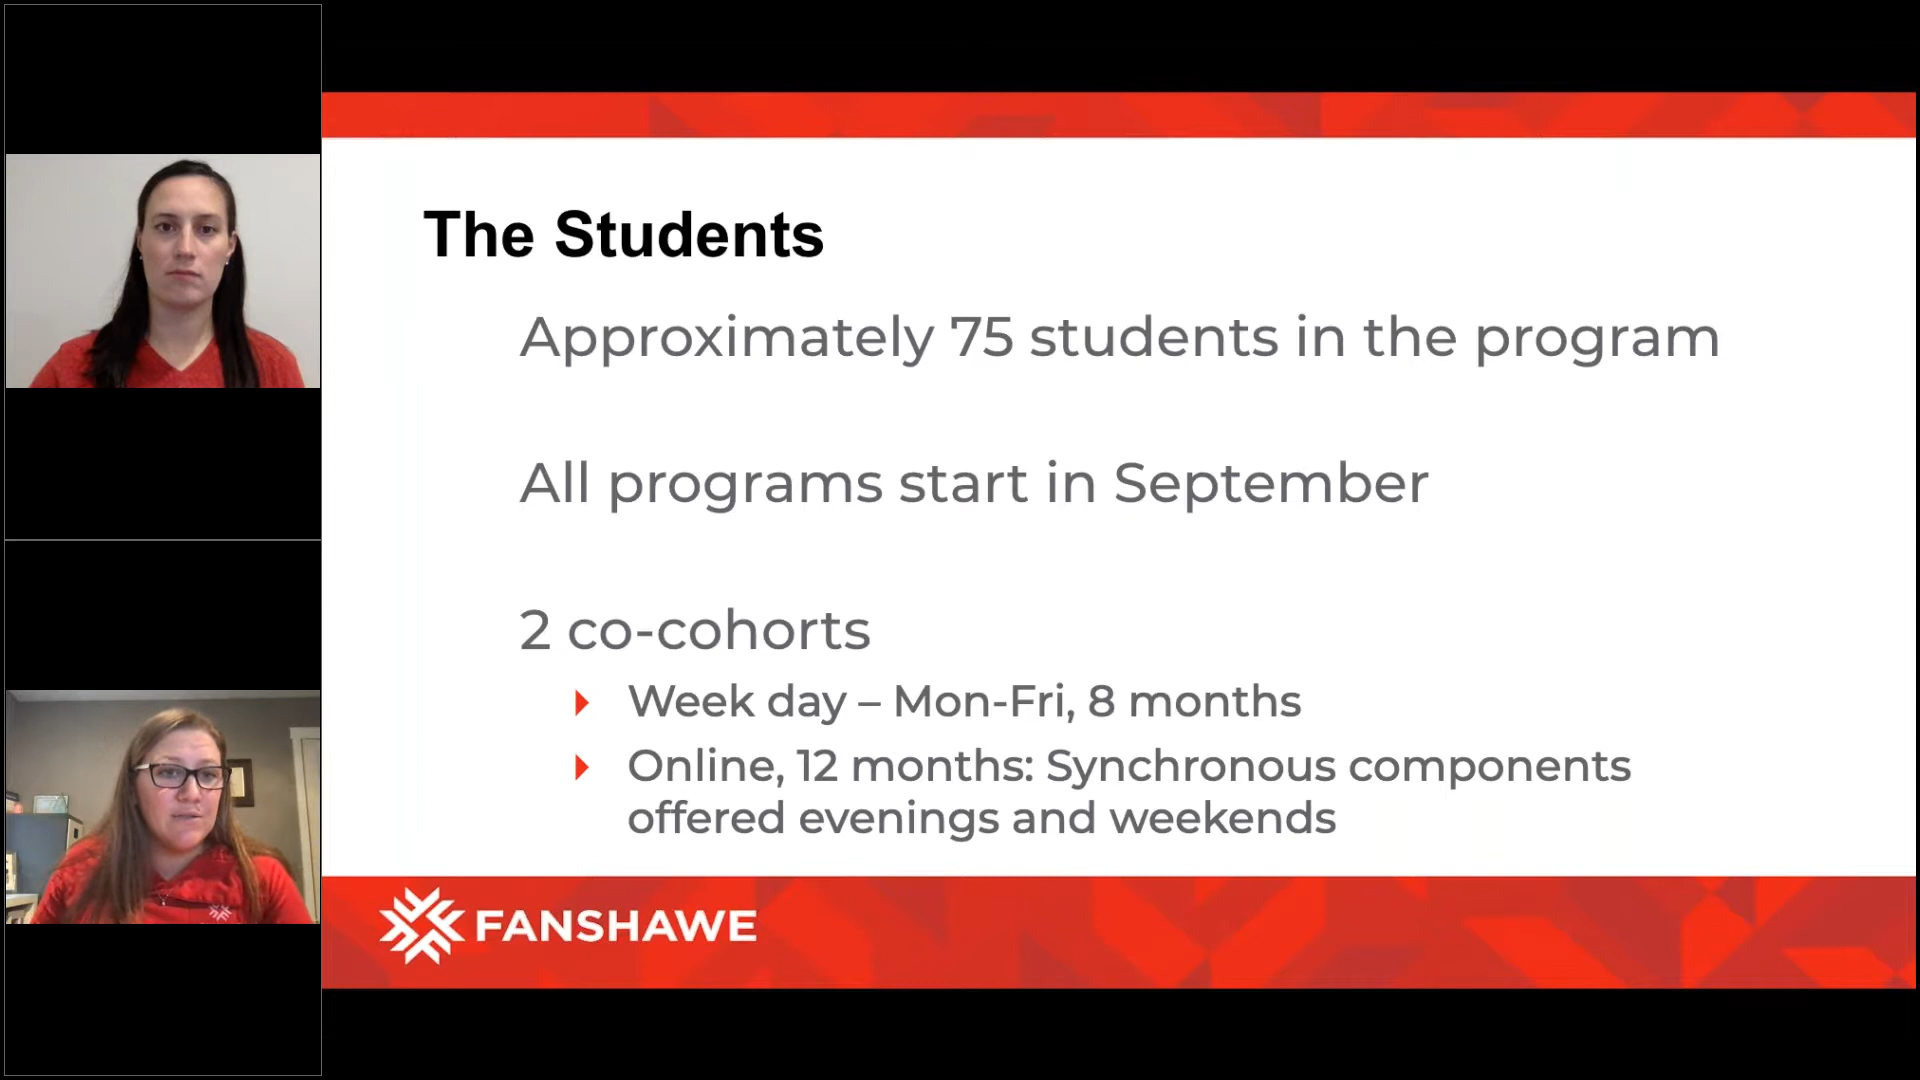 The Students
Approximately 75 students in the program
All programs start in September
2 co-cohorts
Week day – Mon-Fri, 8 months
Online, 12 months: Synchronous components
offered evenings and weekends
FANSHAWE